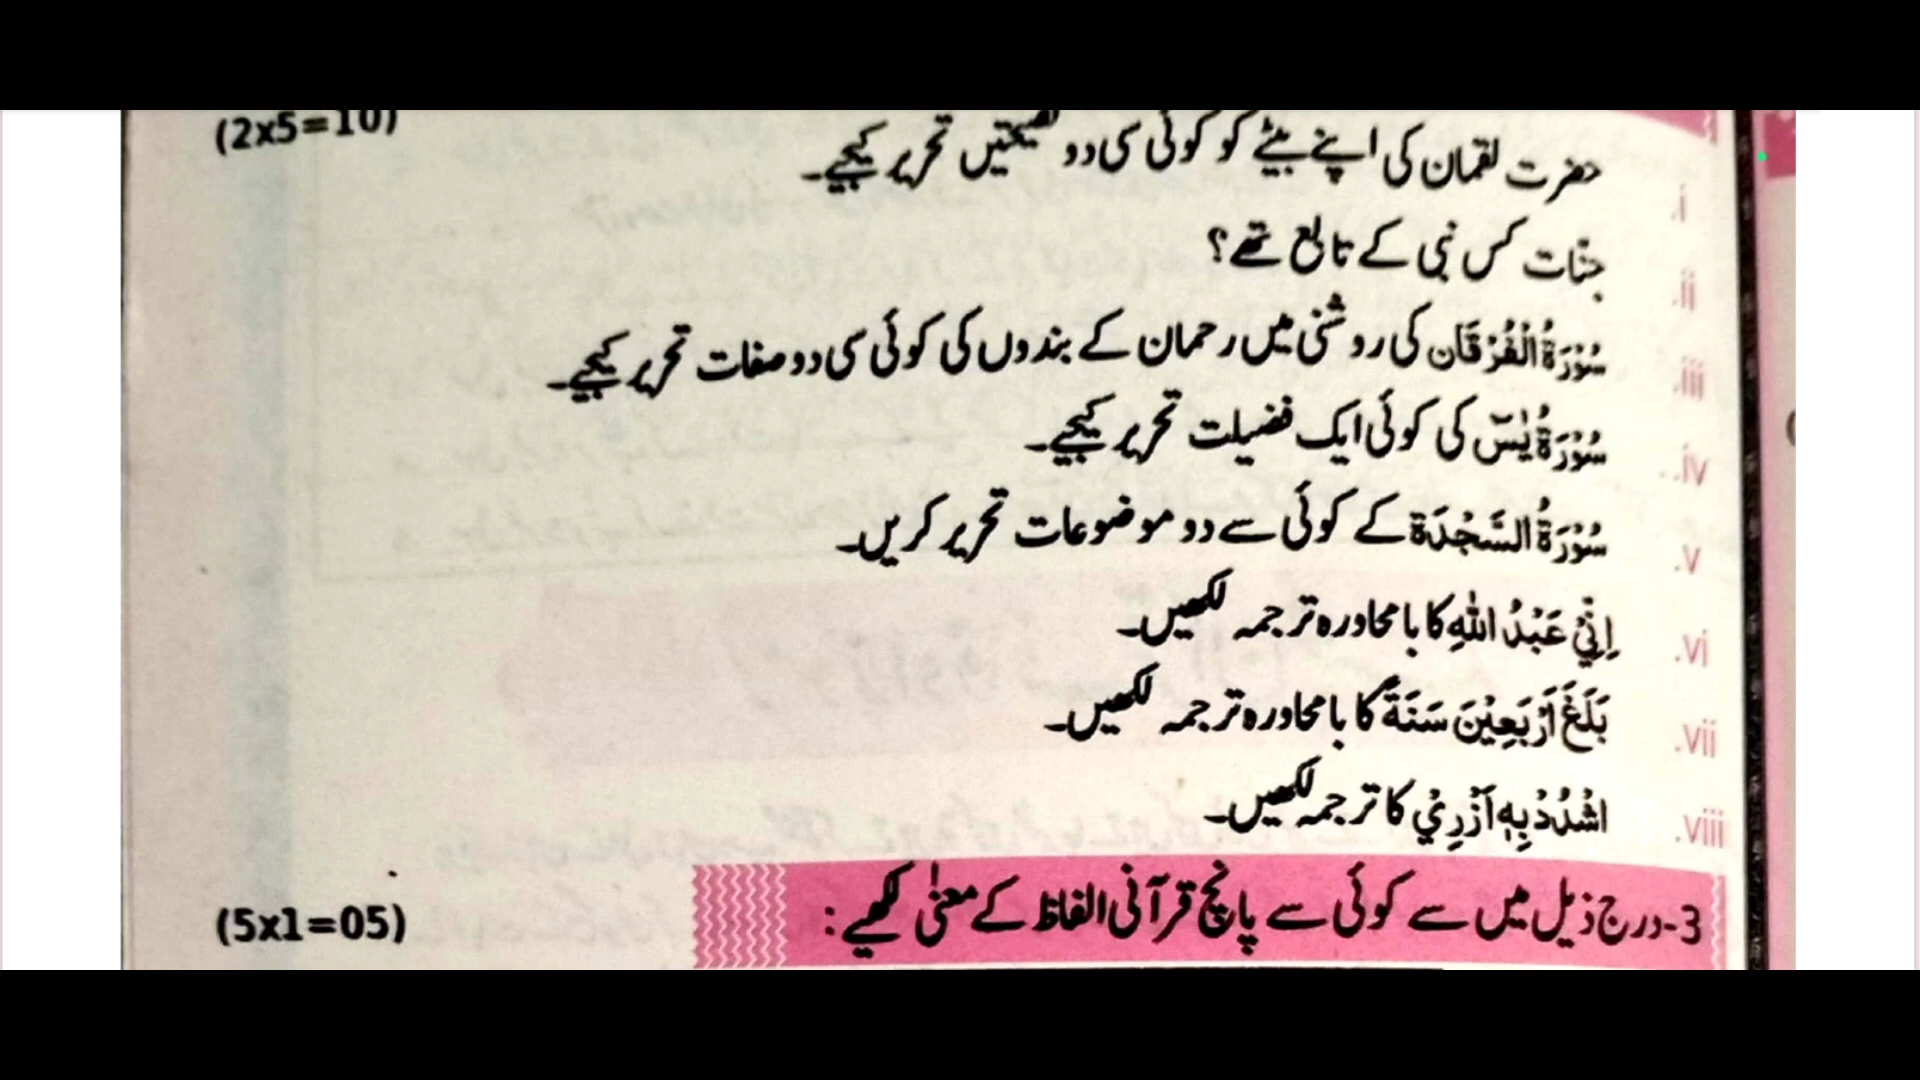 (2x5=10)
i. حضرت لقمان کی اپنے بیٹے کو کوئی سی دو نصیحتیں تحریر کیجیے۔
ii. جنّات کس نبی کے تابع تھے؟
iii. سُوْرَۃُ الْفُرْقَان کی روشنی میں رحمان کے بندوں کی کوئی سی دو صفات تحریر کیجیے۔
iv. سُوْرَۃُ یٰسٓ کی کوئی ایک فضیلت تحریر کیجیے۔
v. سُوْرَۃُ السَّجْدَۃ کے کوئی سے دو موضوعات تحریر کریں۔
vi. اِنِّيْ عَبْدُ اللّٰهِ کا با محاورہ ترجمہ لکھیں۔
vii. بَلَغَ اَرْبَعِيْنَ سَنَةً کا با محاورہ ترجمہ لکھیں۔
viii. اشْدُدْ بِهٖٓ اَزْرِيْ کا ترجمہ لکھیں۔
3-درج ذیل میں سے کوئی سے پانچ قرآنی الفاظ کے معنیٰ لکھیے: (5x1=05)